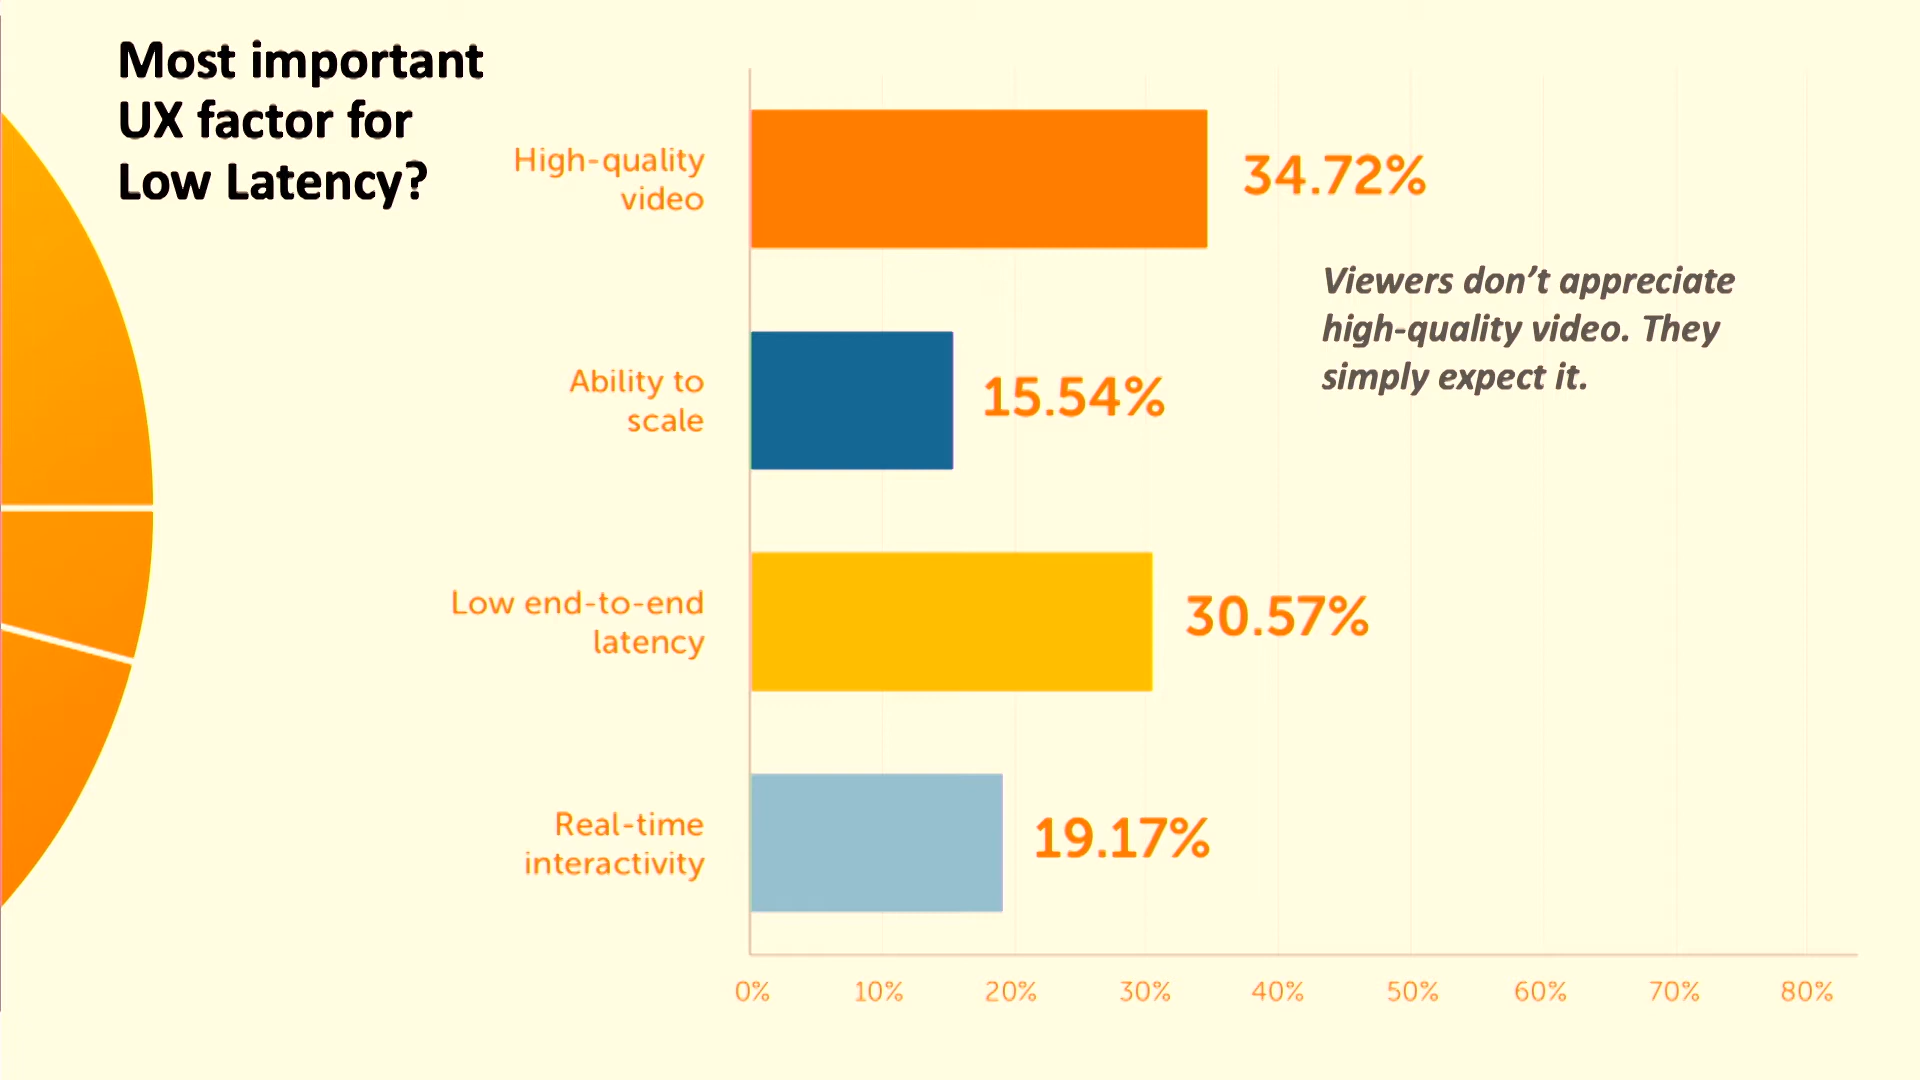 Most important
UX factor for
Low Latency?
High-quality
video
34.72%
Viewers don’t appreciate
high-quality video. They
simply expect it.
Ability to
scale
15.54%
Low end-to-end
latency
30.57%
Real-time
interactivity
19.17%
0% 10% 20% 30% 40% 50% 60% 70% 80%